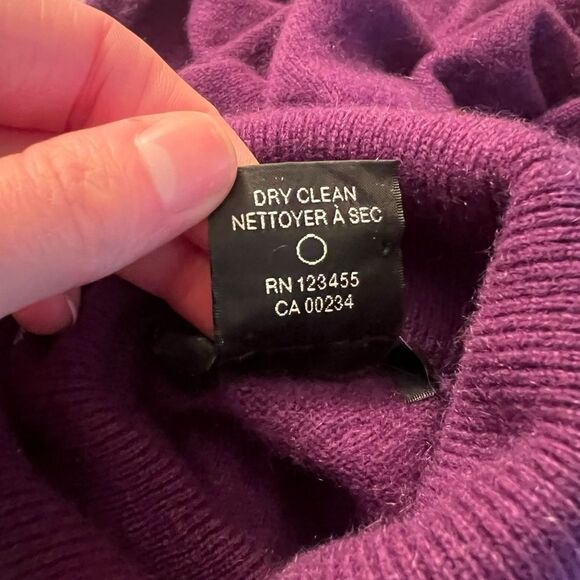 DRY CLEAN
NETTOYER À SEC
RN 123455
CA 00234